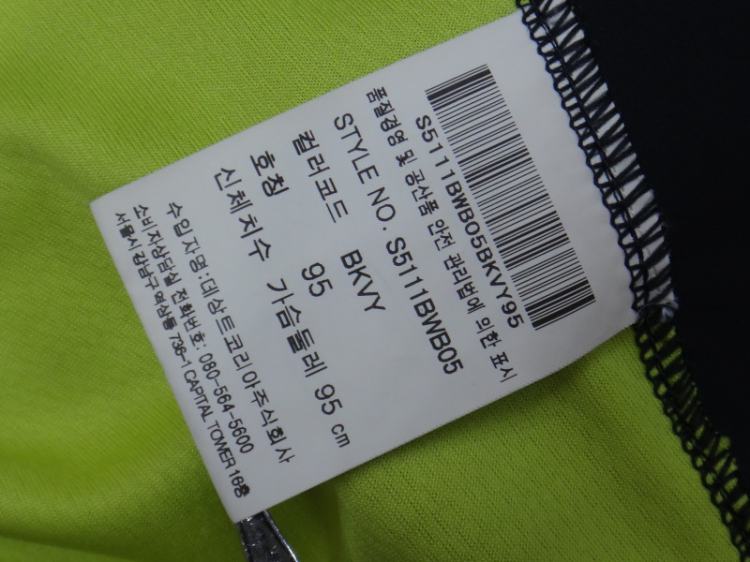 S5111BWB05BKVY95
품질경영 및 공산품 안전 관리법에 의한 표시
STYLE NO. S5111BWB05
컬러코드 BKVY
호칭 95
신체치수 가슴둘레 95 cm
수입자명:데상트코리아주식회사
소비자상담실 전화번호: 080-564-5600
서울시 강남구 역삼동 736-1 CAPITAL TOWER 16층